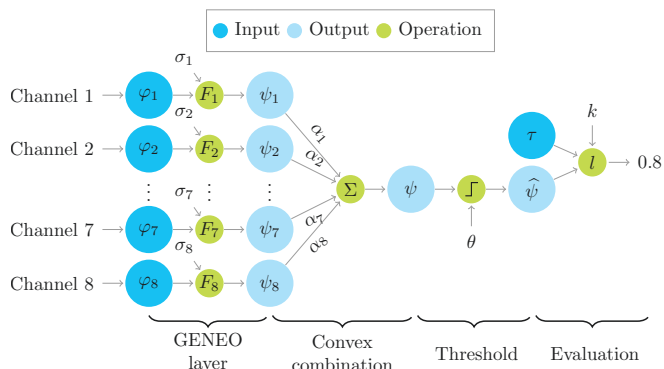 Input Output Operation
Channel 1 φ1 σ1 F1 ψ1 α1
Channel 2 φ2 σ2 F2 ψ2 α2
⋮ ⋮ ⋮
Channel 7 φ7 σ7 F7 ψ7 α7
Channel 8 φ8 σ8 F8 ψ8 α8
Σ ψ θ ψ̂ τ k l 0.8
GENEO layer
Convex combination
Threshold
Evaluation